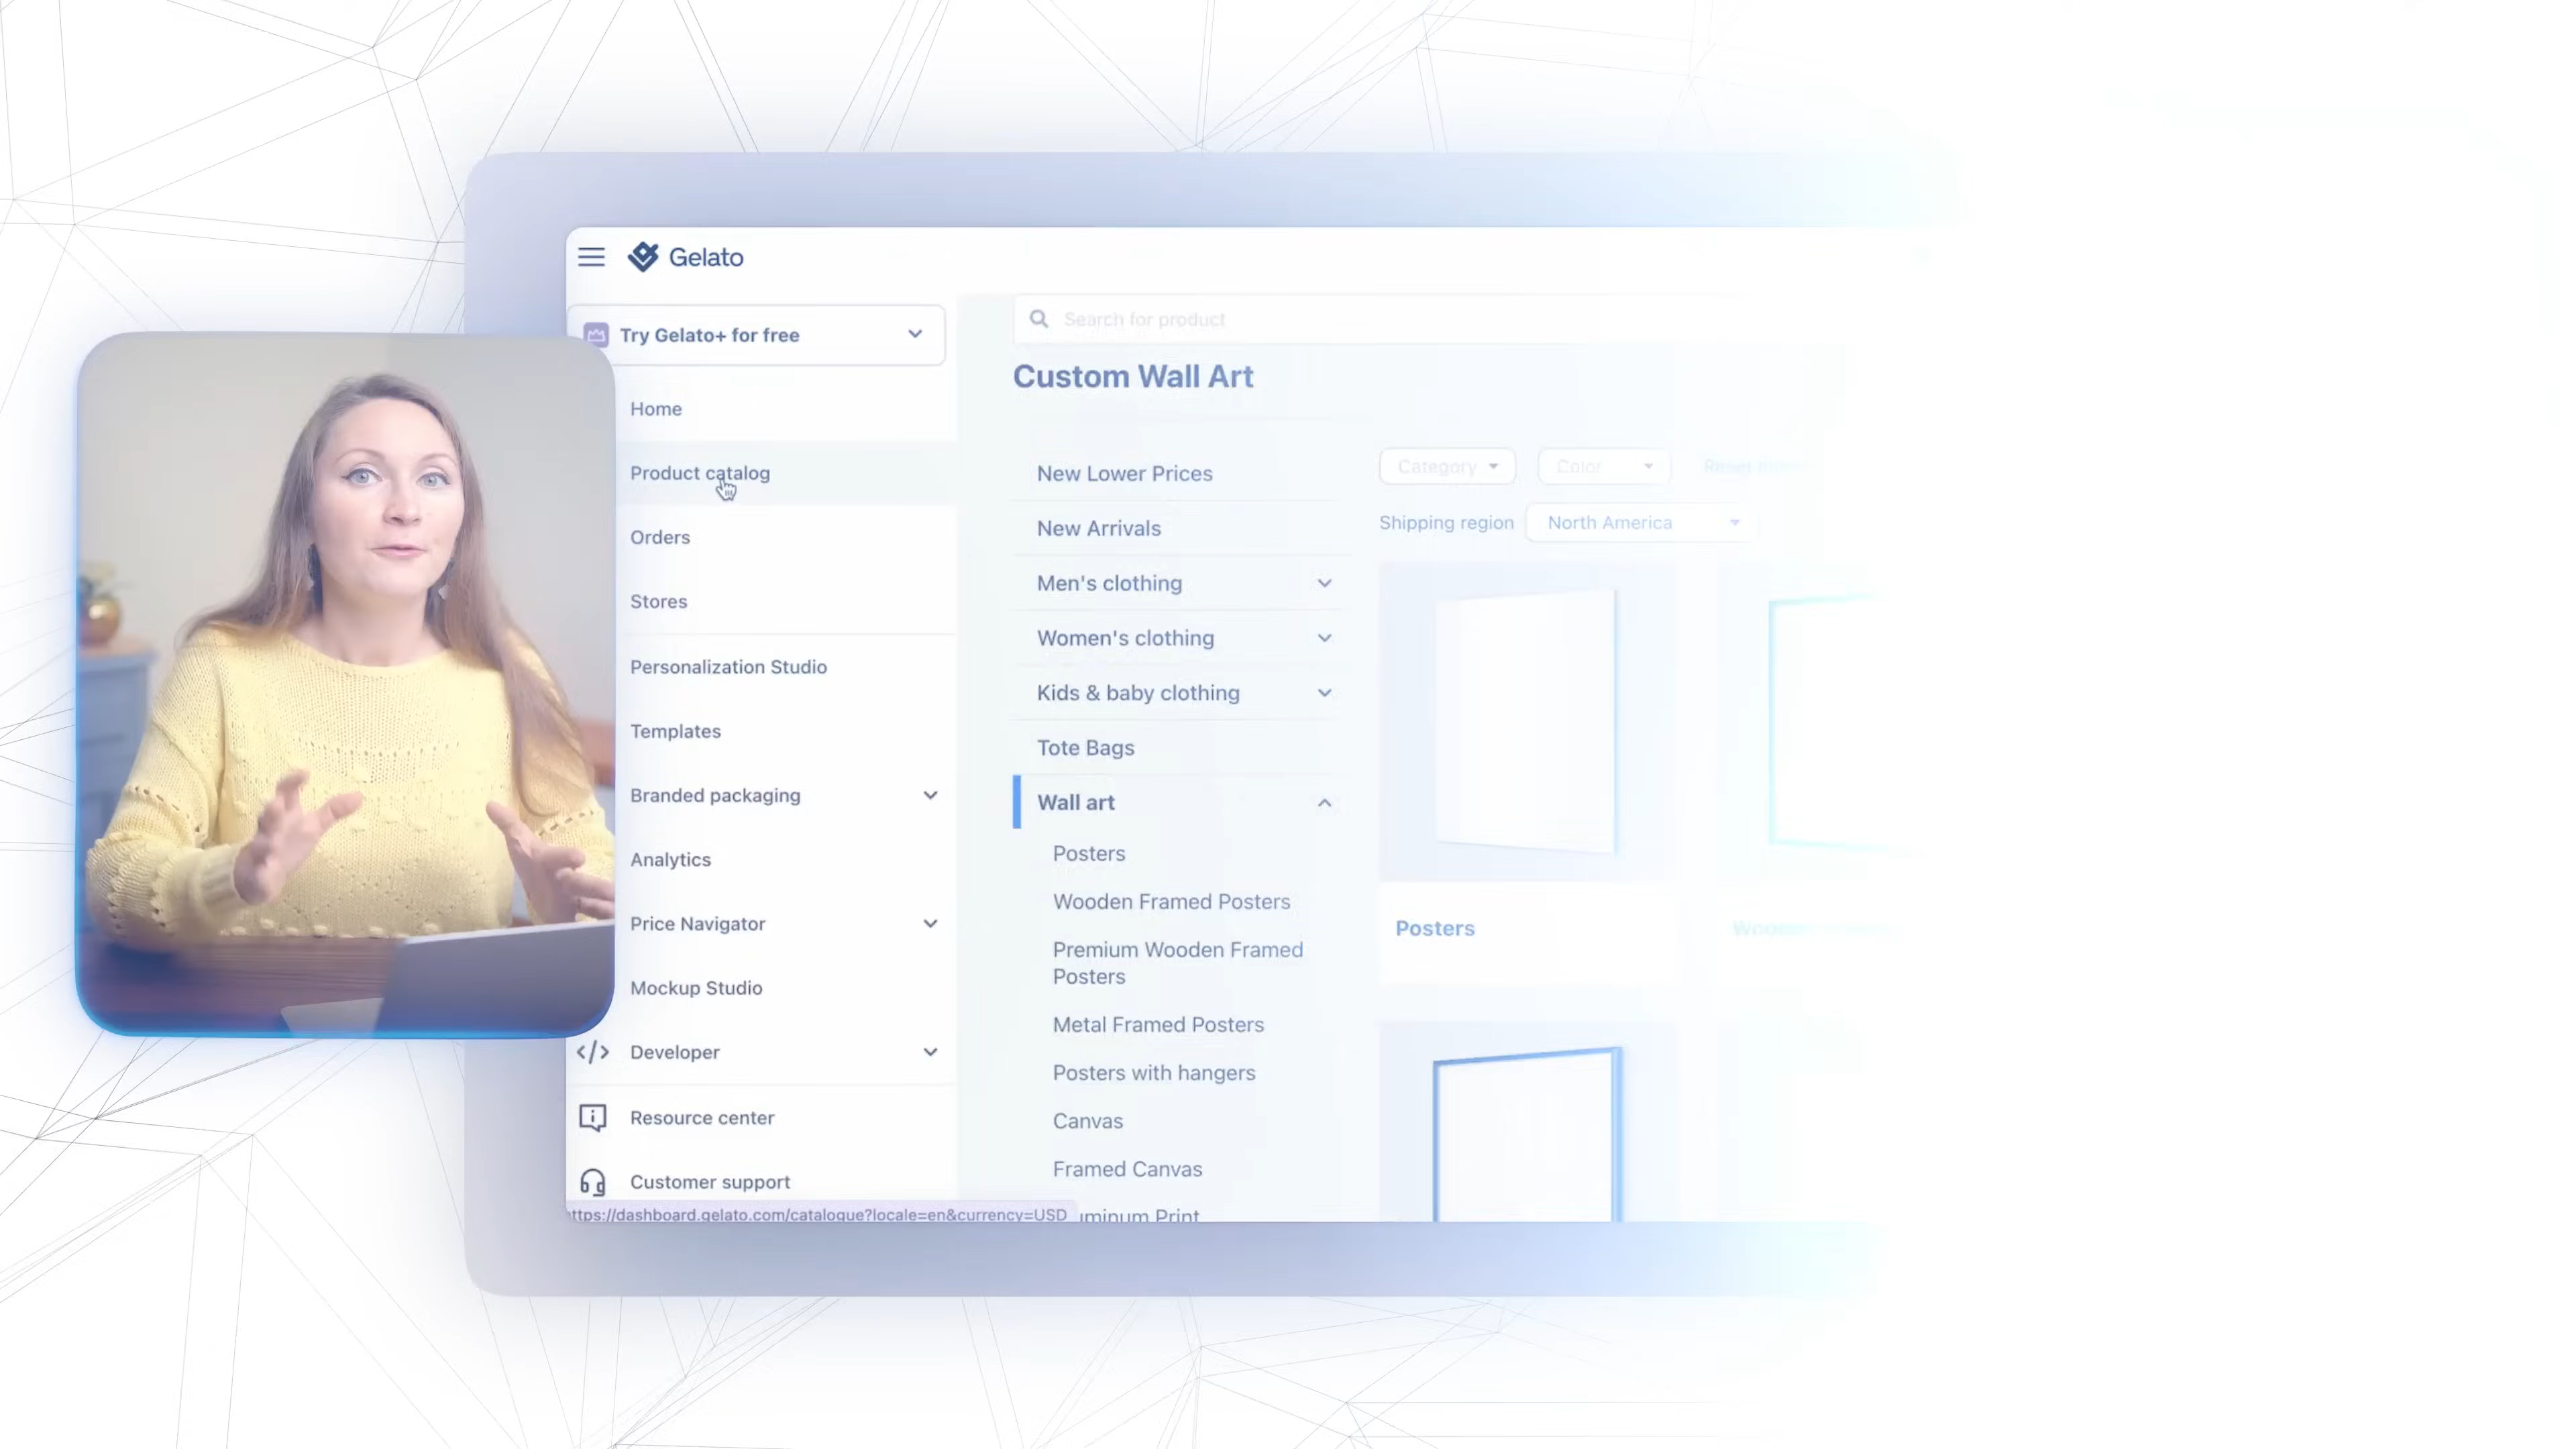 Gelato
Try Gelato+ for free
Home
Product catalog
Orders
Stores
Personalization Studio
Templates
Branded packaging
Analytics
Price Navigator
Mockup Studio
Developer
Resource center
Customer support
ttps://dashboard.gelato.com/catalogue?locale=en&currency=USD
Search for product
Custom Wall Art
New Lower Prices
New Arrivals
Men's clothing
Women's clothing
Kids & baby clothing
Tote Bags
Wall art
Posters
Wooden Framed Posters
Premium Wooden Framed
Posters
Metal Framed Posters
Posters with hangers
Canvas
Framed Canvas
uminum Print
Category
Color
Reset
Shipping region
North America
Posters